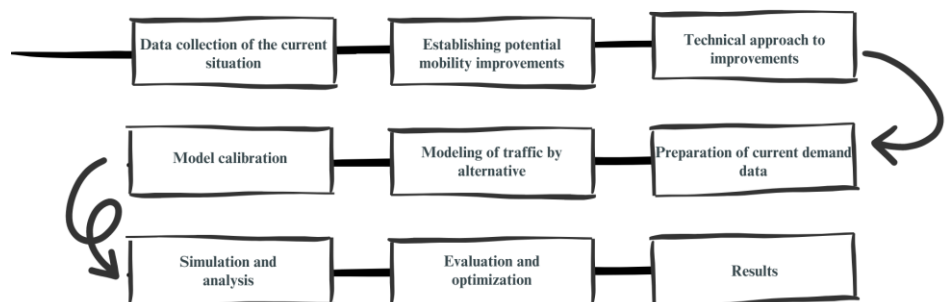 Data collection of the current
situation
Establishing potential
mobility improvements
Technical approach to
improvements
Model calibration
Modeling of traffic by
alternative
Preparation of current demand
data
Simulation and
analysis
Evaluation and
optimization
Results